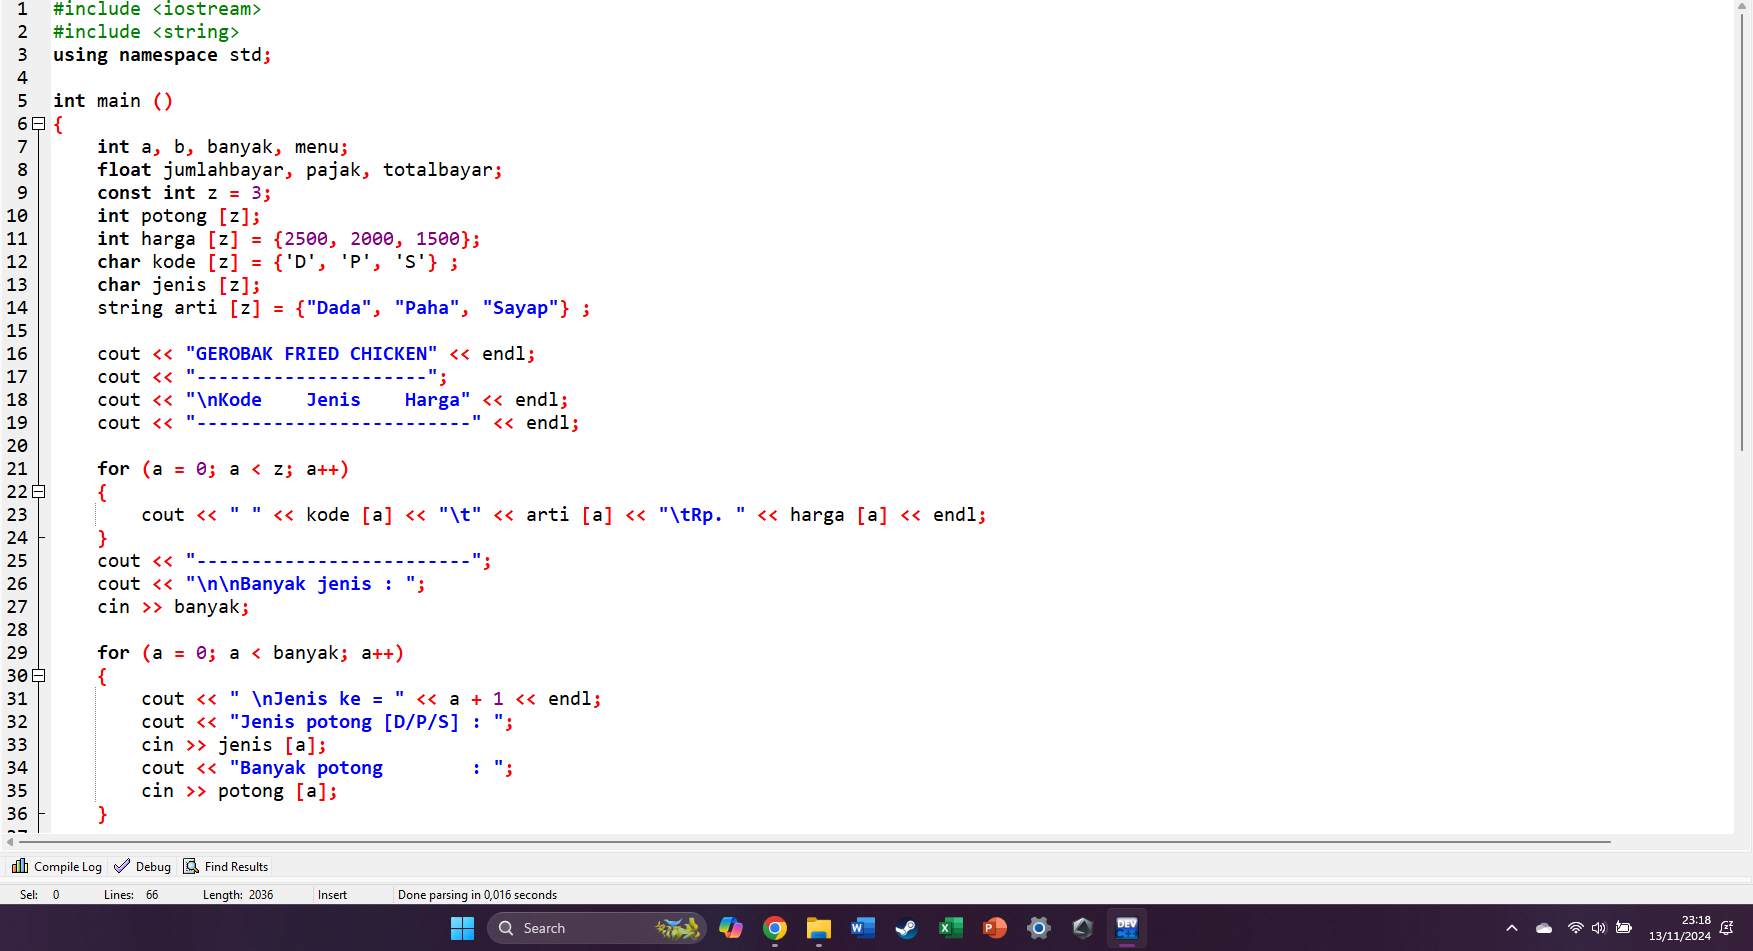 1 #include <iostream>
2 #include <string>
3 using namespace std;
4
5 int main ()
6 {
7 int a, b, banyak, menu;
8 float jumlahbayar, pajak, totalbayar;
9 const int z = 3;
10 int potong [z];
11 int harga [z] = {2500, 2000, 1500};
12 char kode [z] = {'D', 'P', 'S'} ;
13 char jenis [z];
14 string arti [z] = {"Dada", "Paha", "Sayap"} ;
15
16 cout << "GEROBAK FRIED CHICKEN" << endl;
17 cout << "---------------------";
18 cout << "\nKode    Jenis    Harga" << endl;
19 cout << "-------------------------" << endl;
20
21 for (a = 0; a < z; a++)
22 {
23 cout << " " << kode [a] << "\t" << arti [a] << "\tRp. " << harga [a] << endl;
24 }
25 cout << "-------------------------";
26 cout << "\n\nBanyak jenis : ";
27 cin >> banyak;
28
29 for (a = 0; a < banyak; a++)
30 {
31 cout << " \nJenis ke = " << a + 1 << endl;
32 cout << "Jenis potong [D/P/S] : ";
33 cin >> jenis [a];
34 cout << "Banyak potong        : ";
35 cin >> potong [a];
36 }
Compile Log Debug Find Results
Sel: 0 Lines: 66 Length: 2036 Insert Done parsing in 0,016 seconds
Search
DEV
23:18
13/11/2024